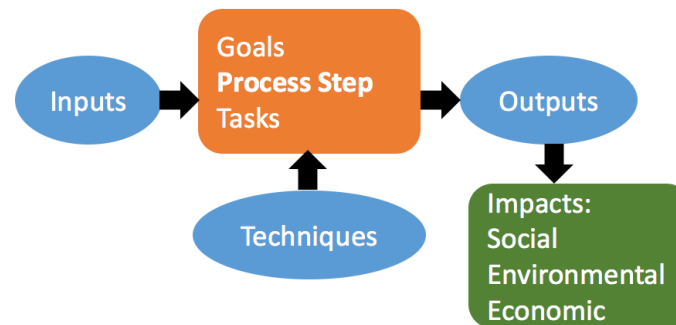 Goals
Inputs
Process Step
Outputs
Tasks
Techniques
Impacts:
Social
Environmental
Economic